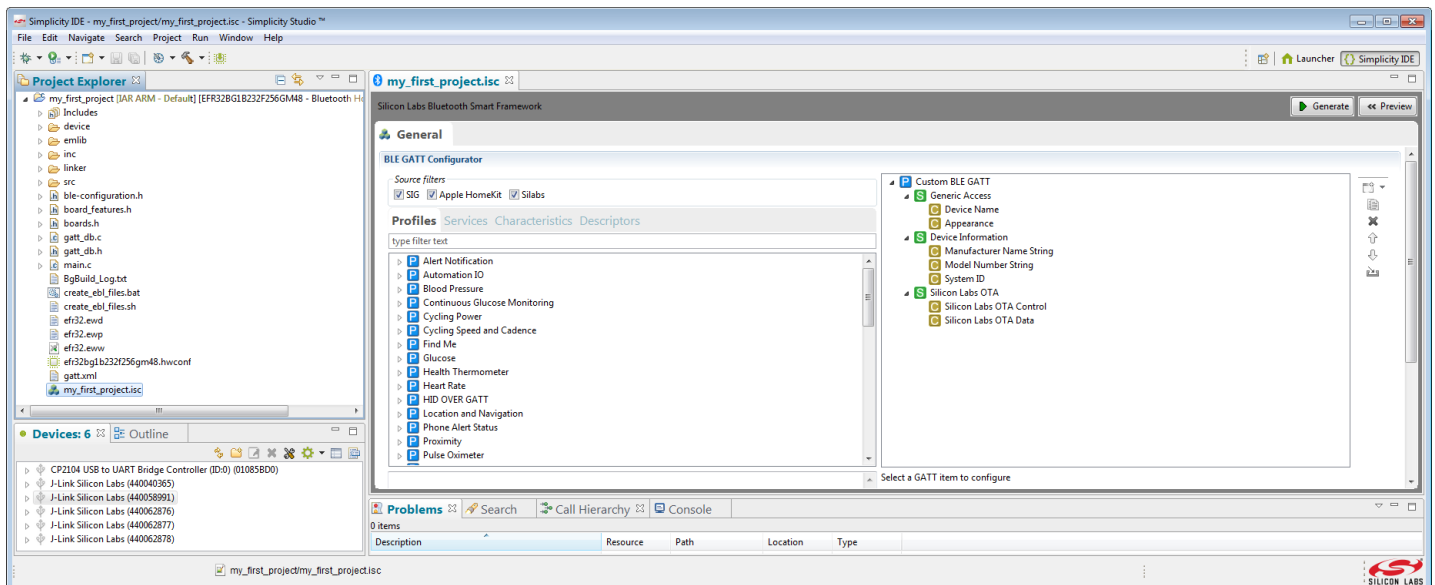 Simplicity IDE - my_first_project/my_first_project.isc - Simplicity Studio ™
File Edit Navigate Search Project Run Window Help
Launcher Simplicity IDE
Project Explorer
my_first_project [IAR ARM - Default] [EFR32BG1B232F256GM48 - Bluetooth
Includes
device
emlib
inc
linker
src
ble-configuration.h
board_features.h
boards.h
gatt_db.c
gatt_db.h
main.c
BgBuild_Log.txt
create_ebl_files.bat
create_ebl_files.sh
efr32.ewd
efr32.ewp
efr32.eww
efr32bg1b232f256gm48.hwconf
gatt.xml
my_first_project.isc
Devices: 6 Outline
CP2104 USB to UART Bridge Controller (ID:0) (01085BD0)
J-Link Silicon Labs (440040365)
J-Link Silicon Labs (440058991)
J-Link Silicon Labs (440062876)
J-Link Silicon Labs (440062877)
J-Link Silicon Labs (440062878)
my_first_project.isc
Silicon Labs Bluetooth Smart Framework
Generate Preview
General
BLE GATT Configurator
Source filters
SIG Apple HomeKit Silabs
Profiles Services Characteristics Descriptors
type filter text
Alert Notification
Automation IO
Blood Pressure
Continuous Glucose Monitoring
Cycling Power
Cycling Speed and Cadence
Find Me
Glucose
Health Thermometer
Heart Rate
HID OVER GATT
Location and Navigation
Phone Alert Status
Proximity
Pulse Oximeter
P Custom BLE GATT
S Generic Access
C Device Name
C Appearance
S Device Information
C Manufacturer Name String
C Model Number String
C System ID
S Silicon Labs OTA
C Silicon Labs OTA Control
C Silicon Labs OTA Data
Select a GATT item to configure
Problems Search Call Hierarchy Console
0 items
Description Resource Path Location Type
my_first_project/my_first_project.isc
SILICON LABS